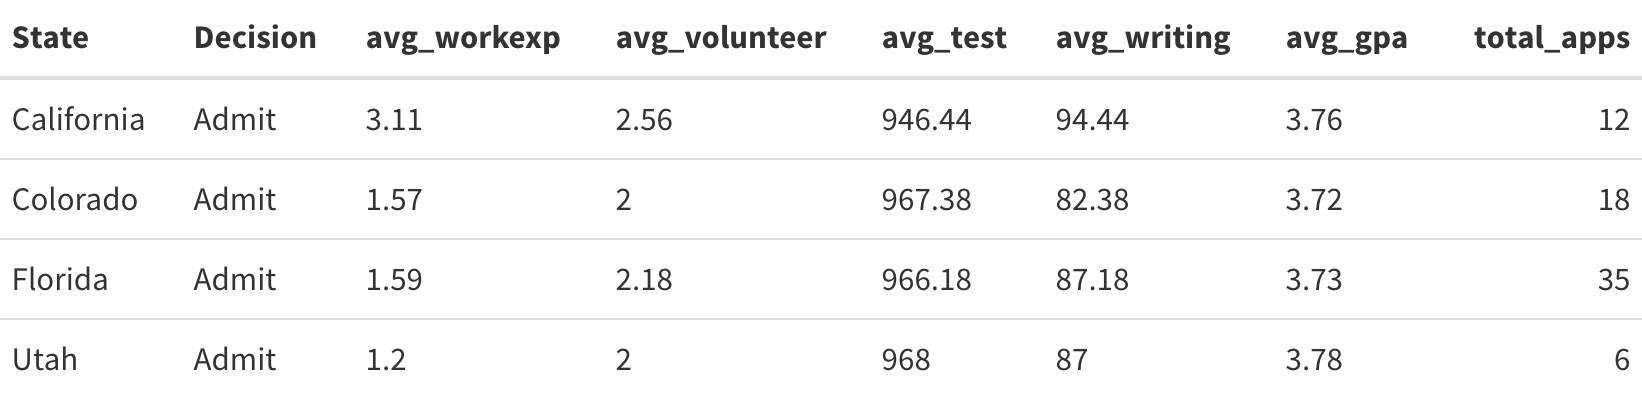 State Decision avg_workexp avg_volunteer avg_test avg_writing avg_gpa total_apps
California Admit 3.11 2.56 946.44 94.44 3.76 12
Colorado Admit 1.57 2 967.38 82.38 3.72 18
Florida Admit 1.59 2.18 966.18 87.18 3.73 35
Utah Admit 1.2 2 968 87 3.78 6